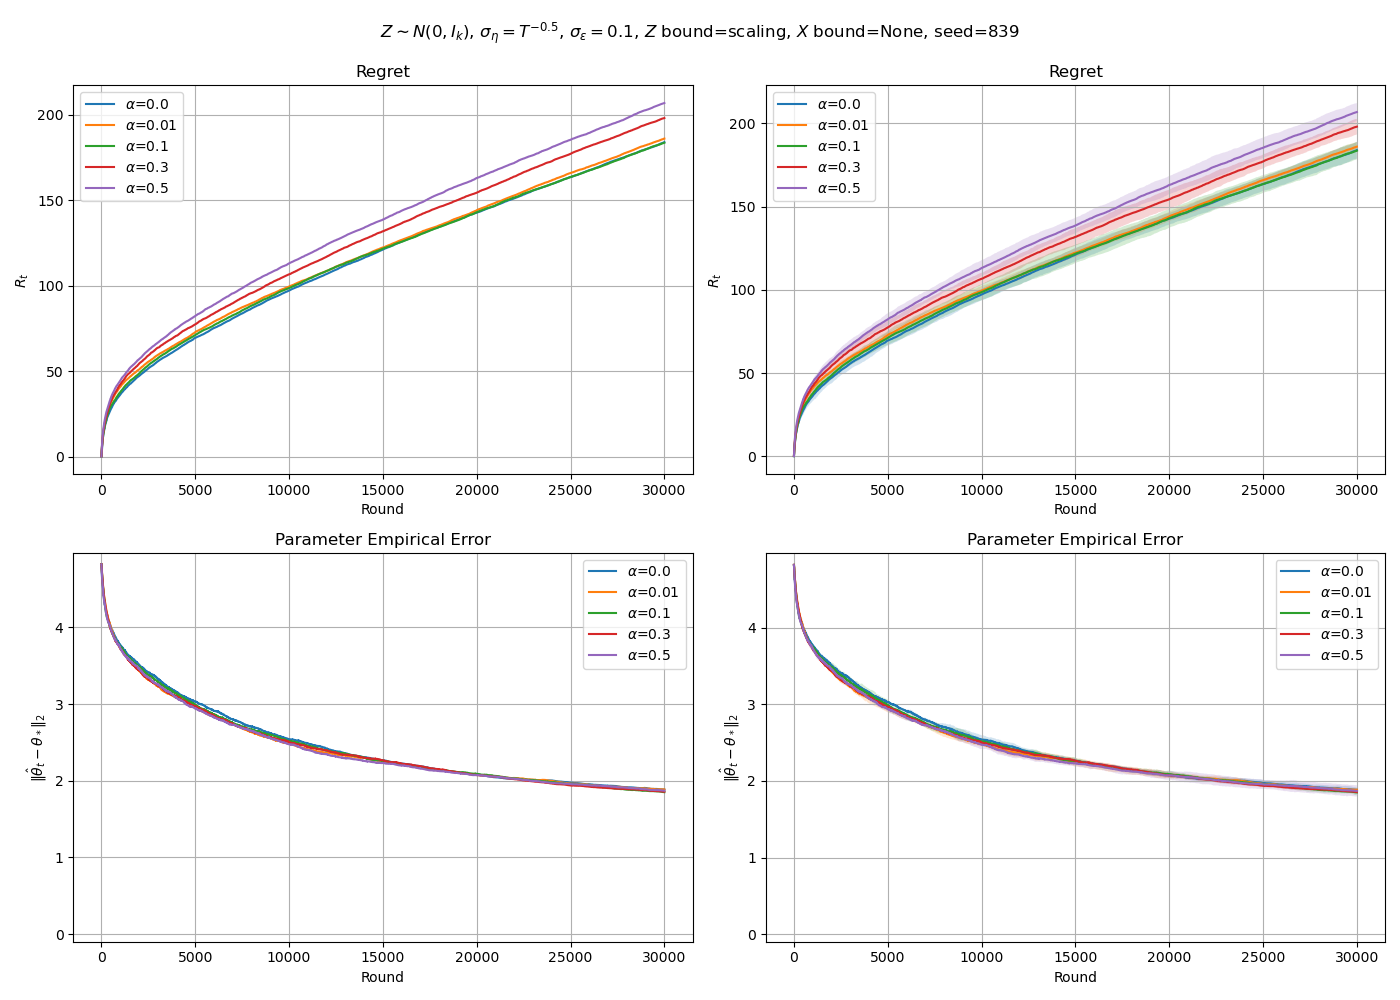 Z ∼ N(0, I_k), σ_η = T^{−0.5}, σ_ε = 0.1, Z bound=scaling, X bound=None, seed=839
Regret
200
150
100
50
0
R_t
α=0.0
α=0.01
α=0.1
α=0.3
α=0.5
0 5000 10000 15000 20000 25000 30000
Round
Regret
200
150
100
50
0
R_t
α=0.0
α=0.01
α=0.1
α=0.3
α=0.5
0 5000 10000 15000 20000 25000 30000
Round
Parameter Empirical Error
4
3
2
1
0
‖θ̂_t − θ_*‖_2
α=0.0
α=0.01
α=0.1
α=0.3
α=0.5
0 5000 10000 15000 20000 25000 30000
Round
Parameter Empirical Error
4
3
2
1
0
‖θ̂_t − θ_*‖_2
α=0.0
α=0.01
α=0.1
α=0.3
α=0.5
0 5000 10000 15000 20000 25000 30000
Round